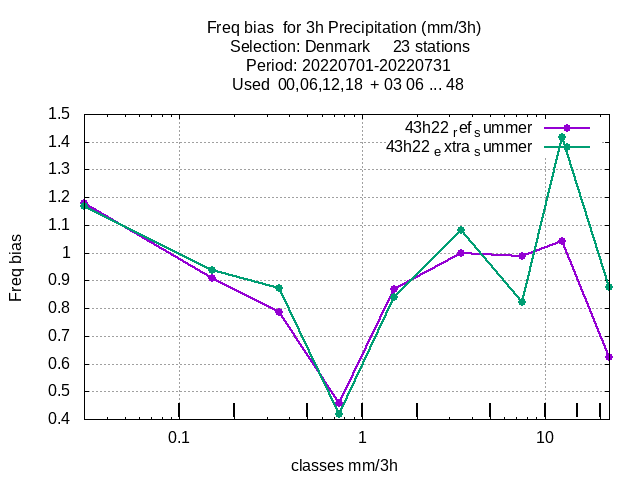 Freq bias  for 3h Precipitation (mm/3h)
Selection: Denmark     23 stations
Period: 20220701-20220731
Used  00,06,12,18  + 03 06 ... 48
43h22 ref summer
43h22 extra summer
1.5
1.4
1.3
1.2
1.1
1
0.9
0.8
0.7
0.6
0.5
0.4
Freq bias
0.1
1
10
classes mm/3h